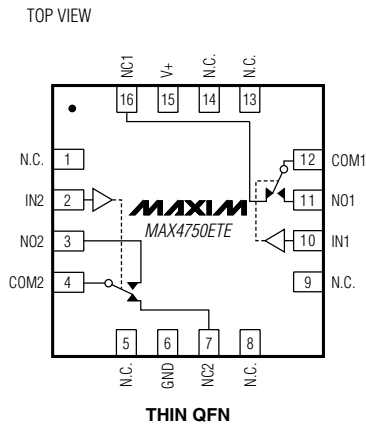 TOP VIEW
NC1
V+
N.C.
N.C.
16
15
14
13
N.C.
1
12
COM1
IN2
2
MAXIM
11
NO1
NO2
3
MAX4750ETE
10
IN1
COM2
4
9
N.C.
5
6
7
8
N.C.
GND
NC2
N.C.
THIN QFN